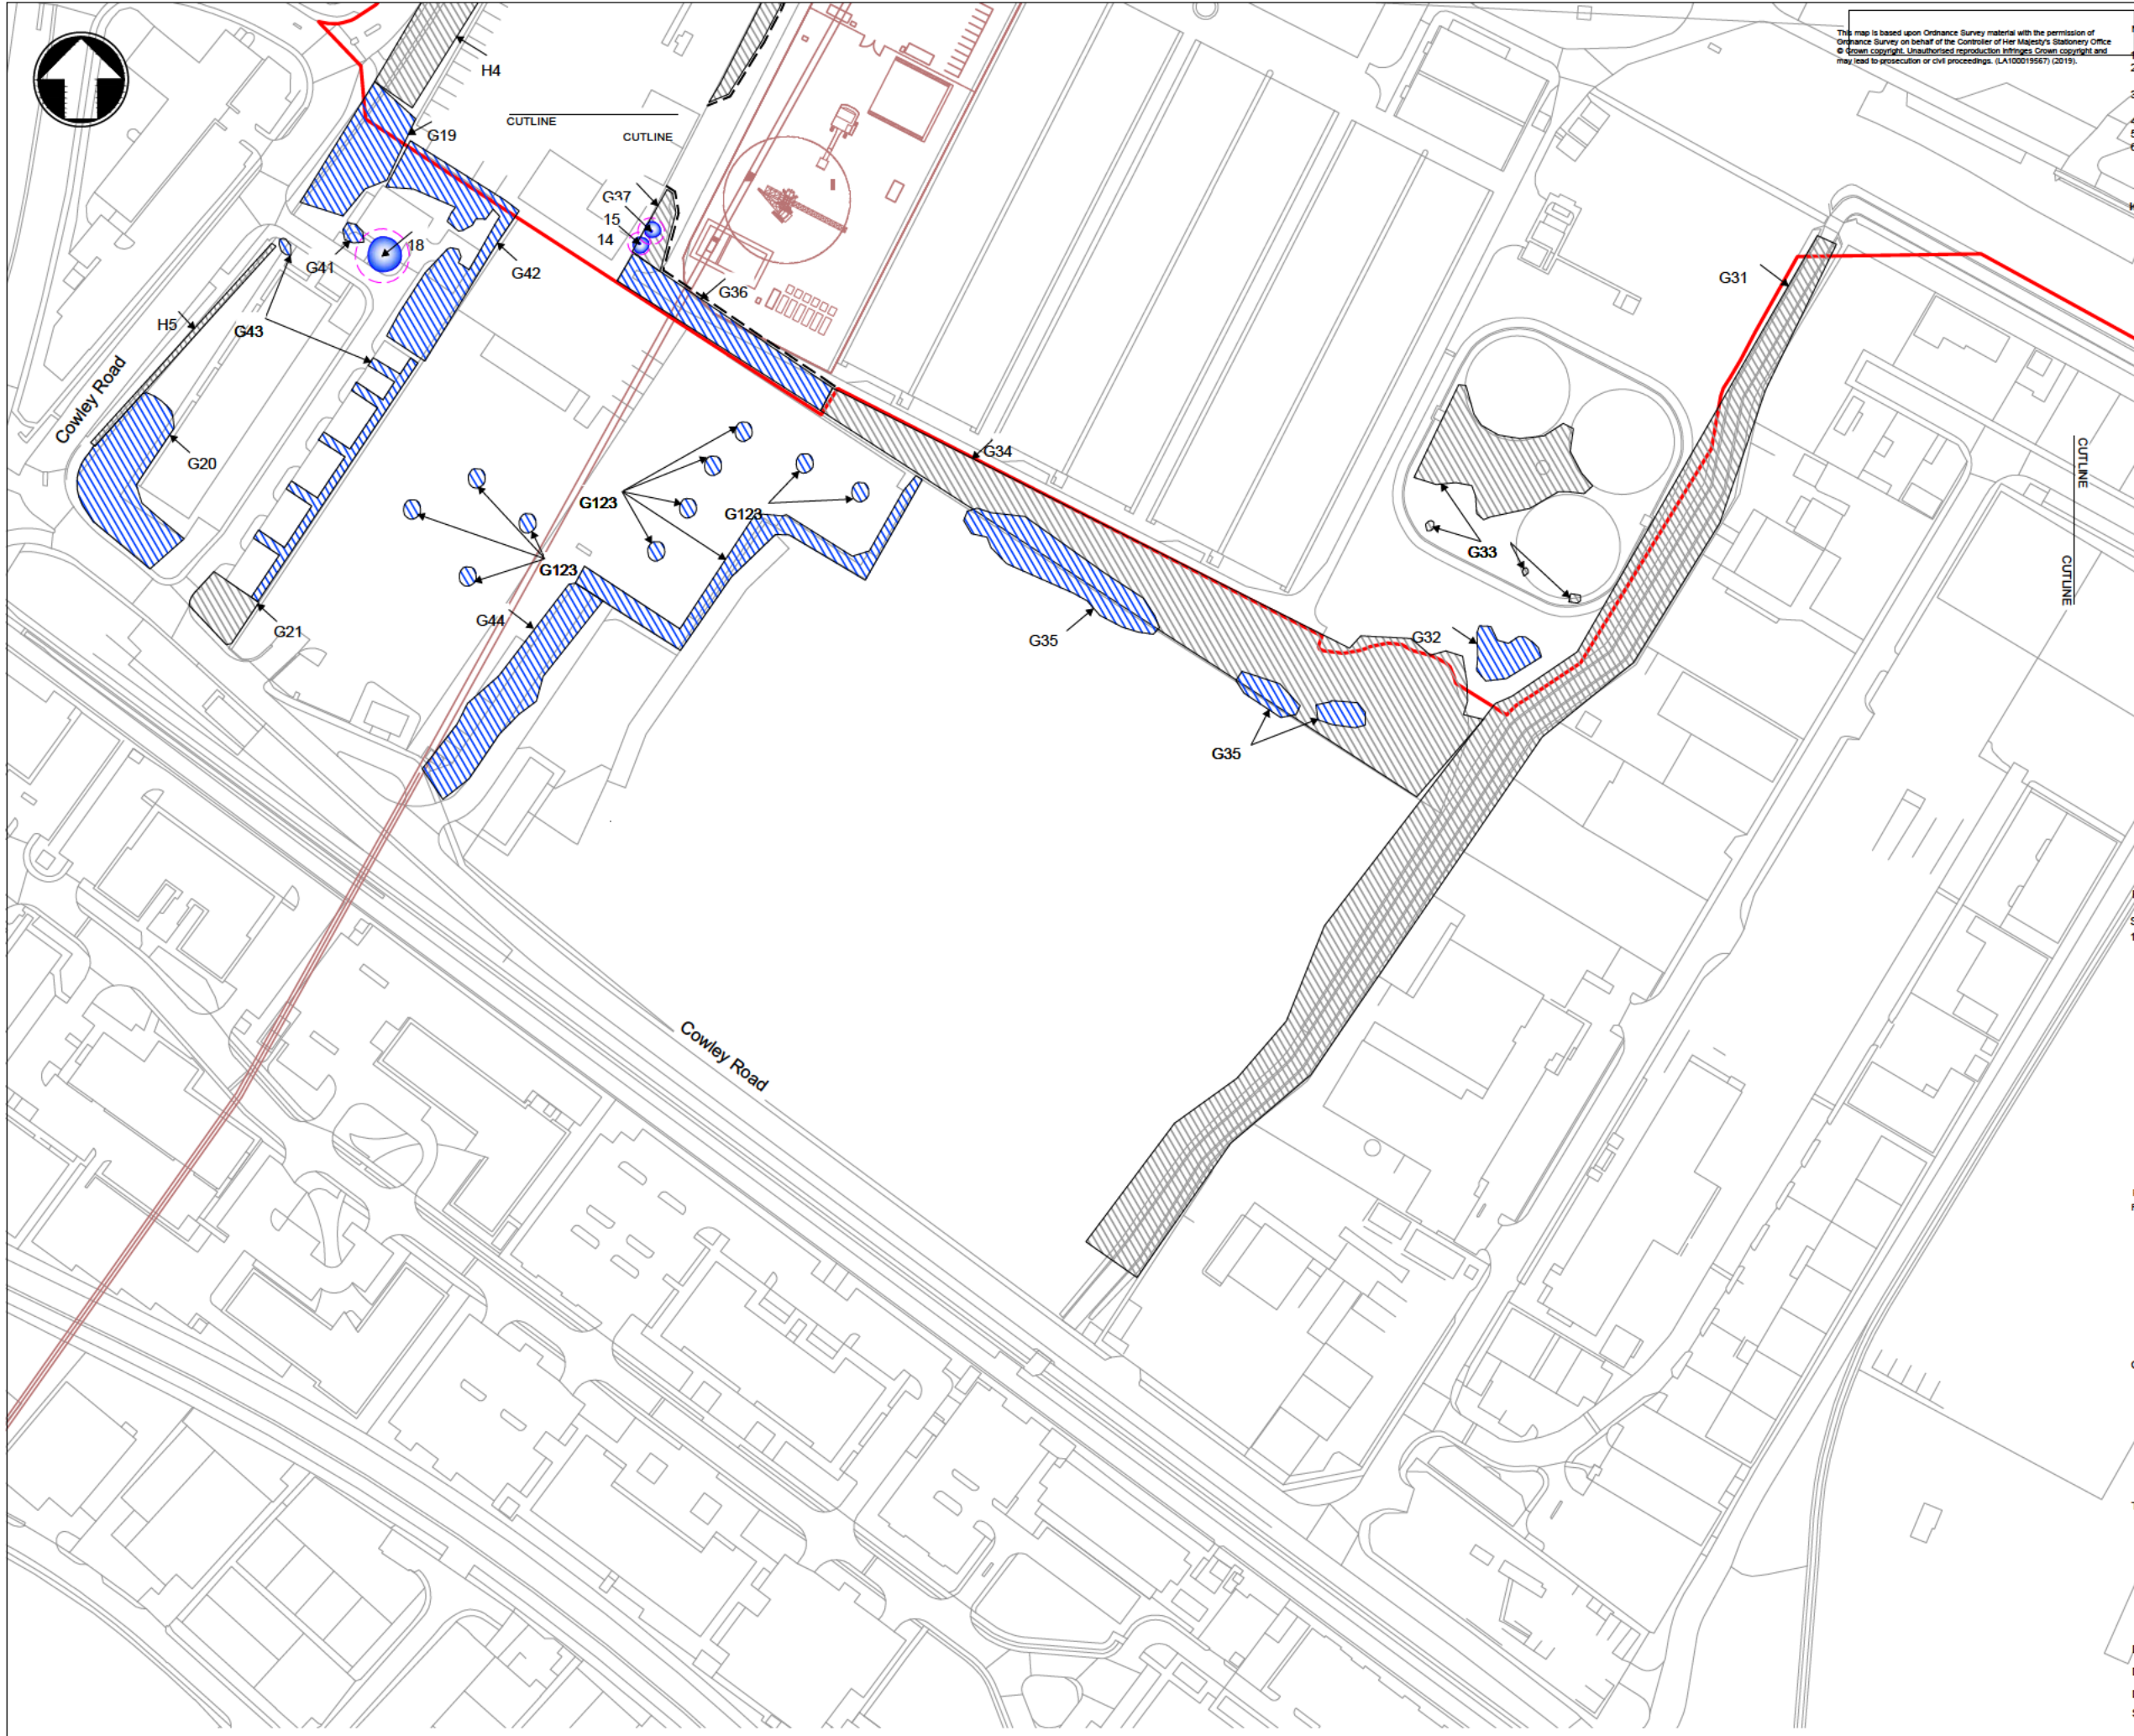 This map is based upon Ordnance Survey material with the permission of
Ordnance Survey on behalf of the Controller of Her Majesty's Stationery Office
© Crown copyright. Unauthorised reproduction infringes Crown copyright and
may lead to prosecution or civil proceedings. (LA100019567) (2019).
H4
CUTLINE
CUTLINE
G19
G37
15
14
18
G41
G42
G36
G31
H5
G43
Cowley Road
G20
G34
CUTLINE
CUTLINE
G123
G123
G33
G123
G44
G21
G35
G32
G35
Cowley Road